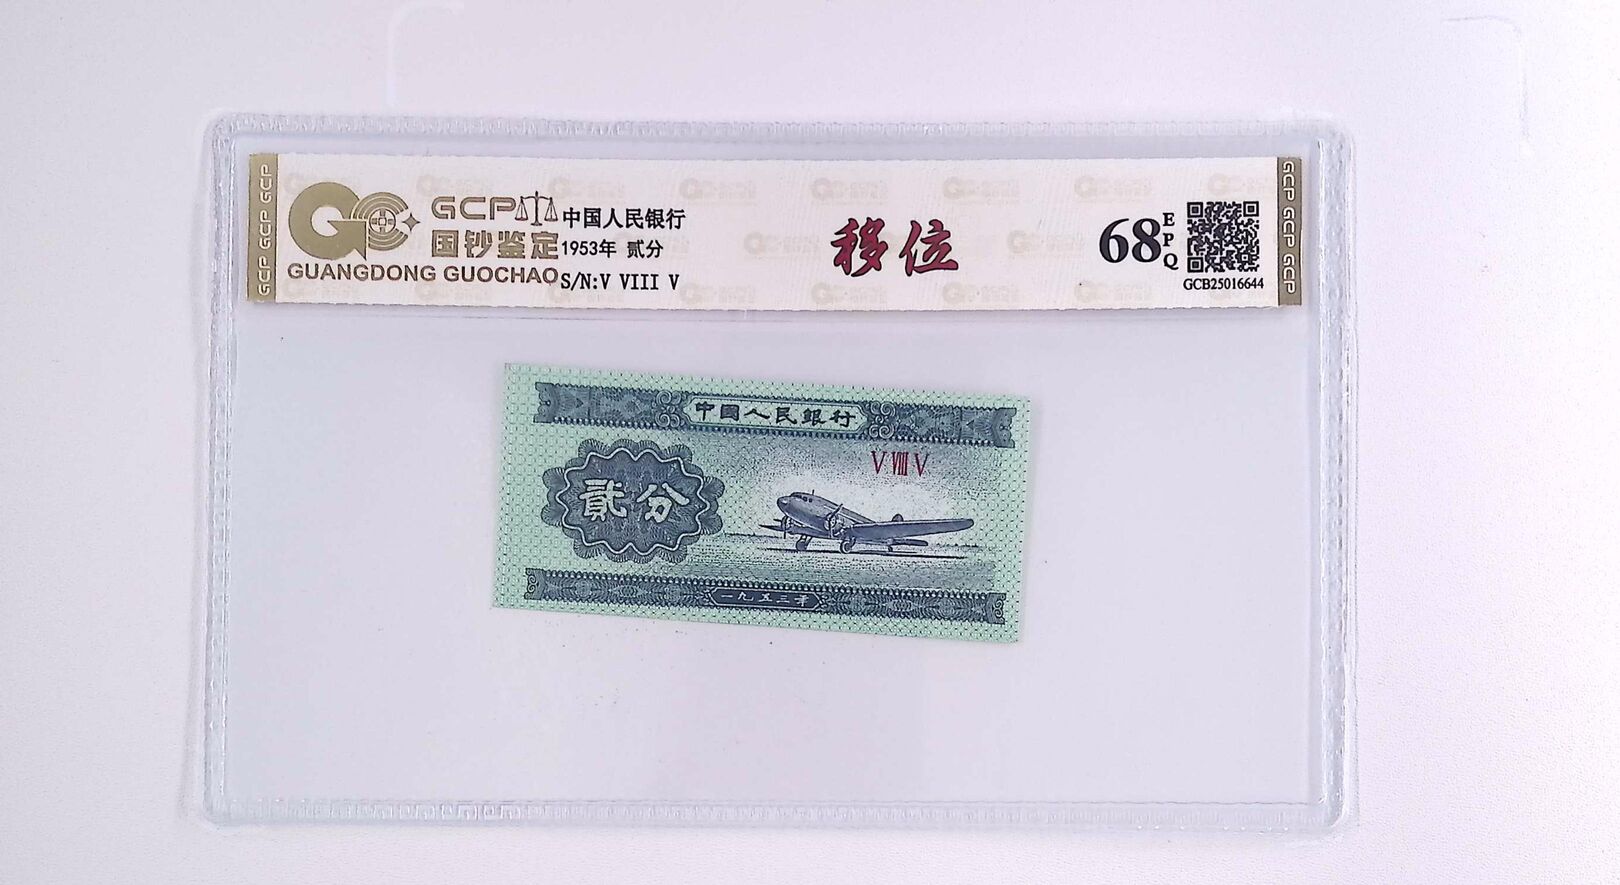 GCP GCP GCP
GCP
国钞鉴定
GUANGDONG GUOCHAO
中国人民银行
1953年 贰分
S/N:V VIII V
移位
68
EPQ
GCB25016644
GCP GCP GCP
中国人民银行
V VIII V
贰分
一九五三年